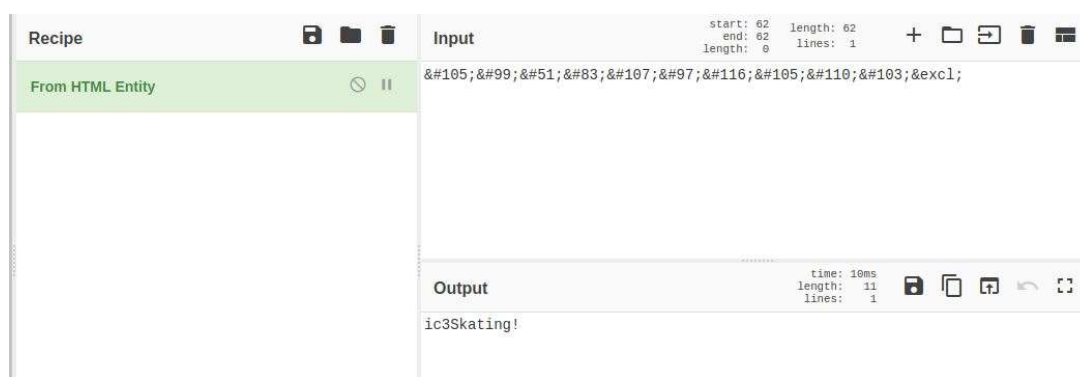 Recipe
From HTML Entity
Input
start: 62
end: 62
length: 0
length: 62
lines: 1
&#105;&#99;&#51;&#83;&#107;&#97;&#116;&#105;&#110;&#103;&excl;
Output
time: 10ms
length: 11
lines: 1
ic3Skating!